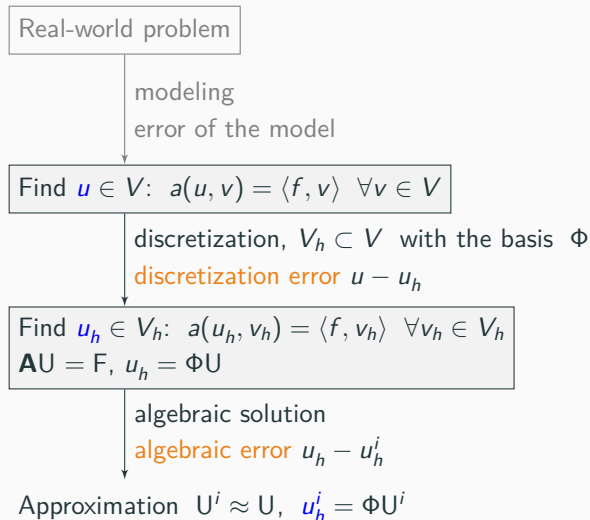 Real-world problem
modeling
error of the model
Find u ∈ V: a(u, v) = ⟨f, v⟩ ∀v ∈ V
discretization, V_h ⊂ V with the basis Φ
discretization error u − u_h
Find u_h ∈ V_h: a(u_h, v_h) = ⟨f, v_h⟩ ∀v_h ∈ V_h
AU = F, u_h = ΦU
algebraic solution
algebraic error u_h − u_h^i
Approximation U^i ≈ U, u_h^i = ΦU^i